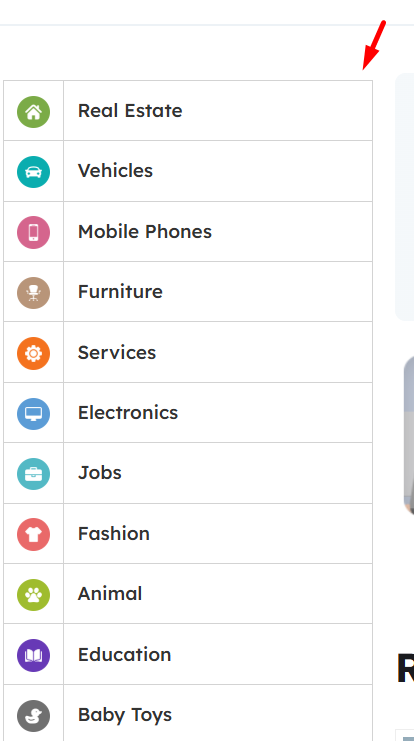 Real Estate
Vehicles
Mobile Phones
Furniture
Services
Electronics
Jobs
Fashion
Animal
Education
Baby Toys
R